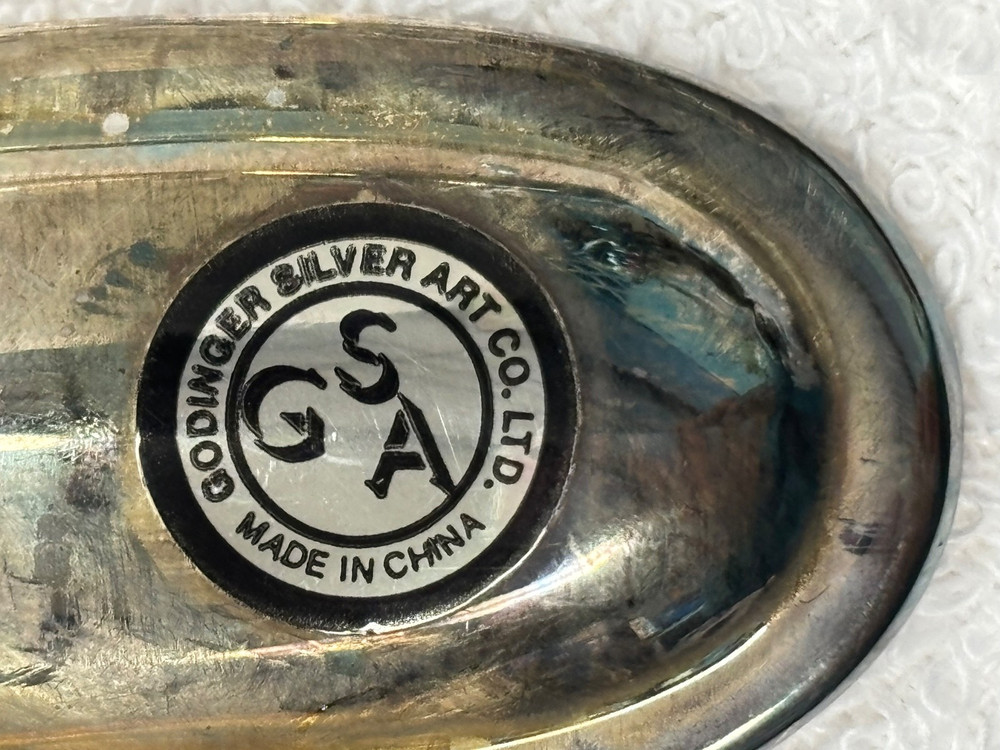 GODINGER SILVER ART CO. LTD.
GSA
MADE IN CHINA